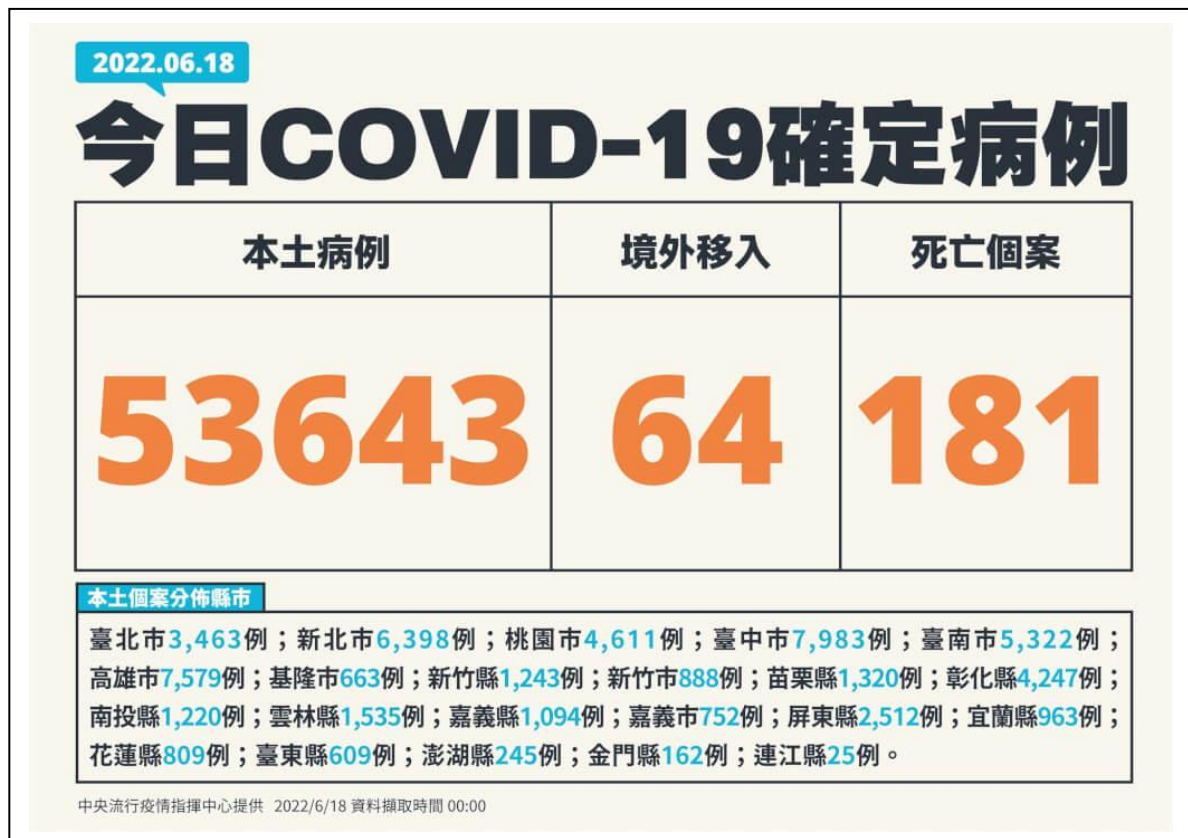 2022.06.18
今日COVID-19確定病例
本土病例 境外移入 死亡個案
53643 64 181
本土個案分佈縣市
臺北市3,463例；新北市6,398例；桃園市4,611例；臺中市7,983例；臺南市5,322例；
高雄市7,579例；基隆市663例；新竹縣1,243例；新竹市888例；苗栗縣1,320例；彰化縣4,247例；
南投縣1,220例；雲林縣1,535例；嘉義縣1,094例；嘉義市752例；屏東縣2,512例；宜蘭縣963例；
花蓮縣809例；臺東縣609例；澎湖縣245例；金門縣162例；連江縣25例。
中央流行疫情指揮中心提供 2022/6/18 資料擷取時間 00:00